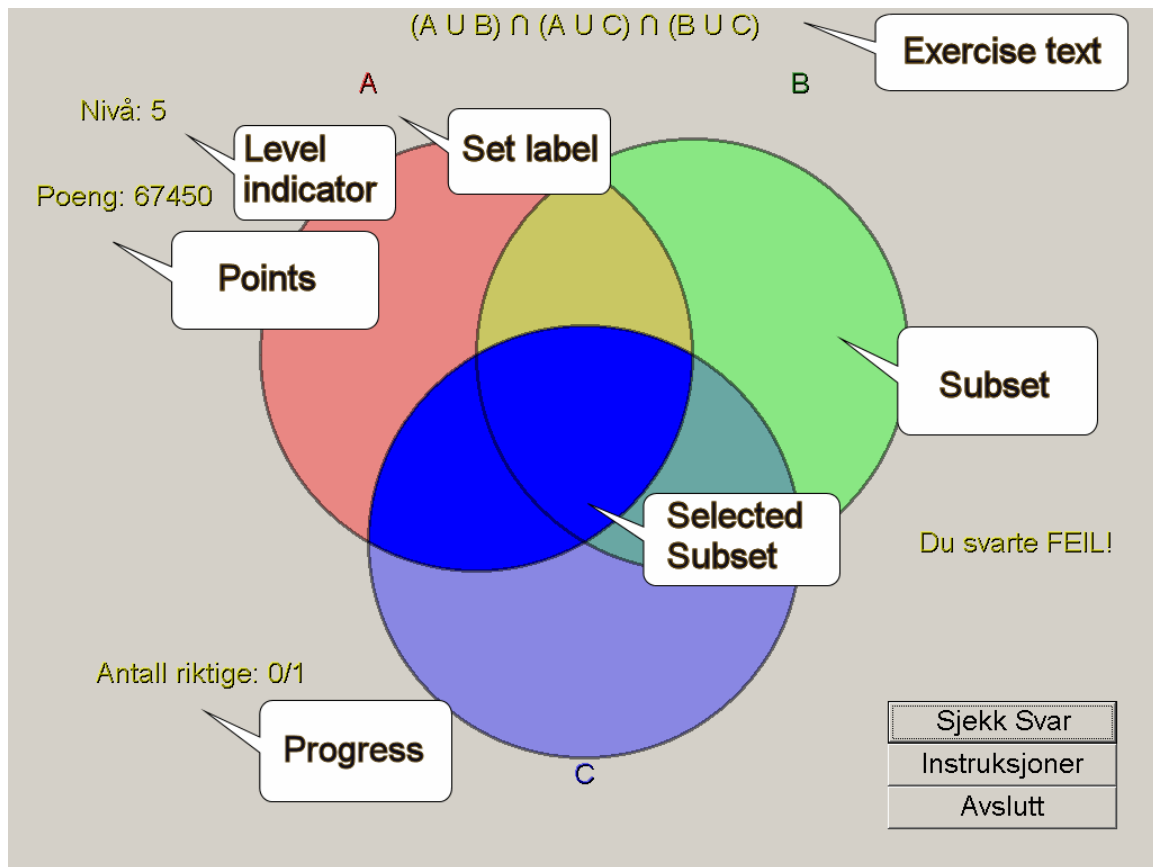 (A U B) ∩ (A U C) ∩ (B U C)
Exercise text
A
B
Nivå: 5
Level
indicator
Set label
Poeng: 67450
Points
Subset
Selected
Subset
Du svarte FEIL!
Antall riktige: 0/1
Progress
C
Sjekk Svar
Instruksjoner
Avslutt